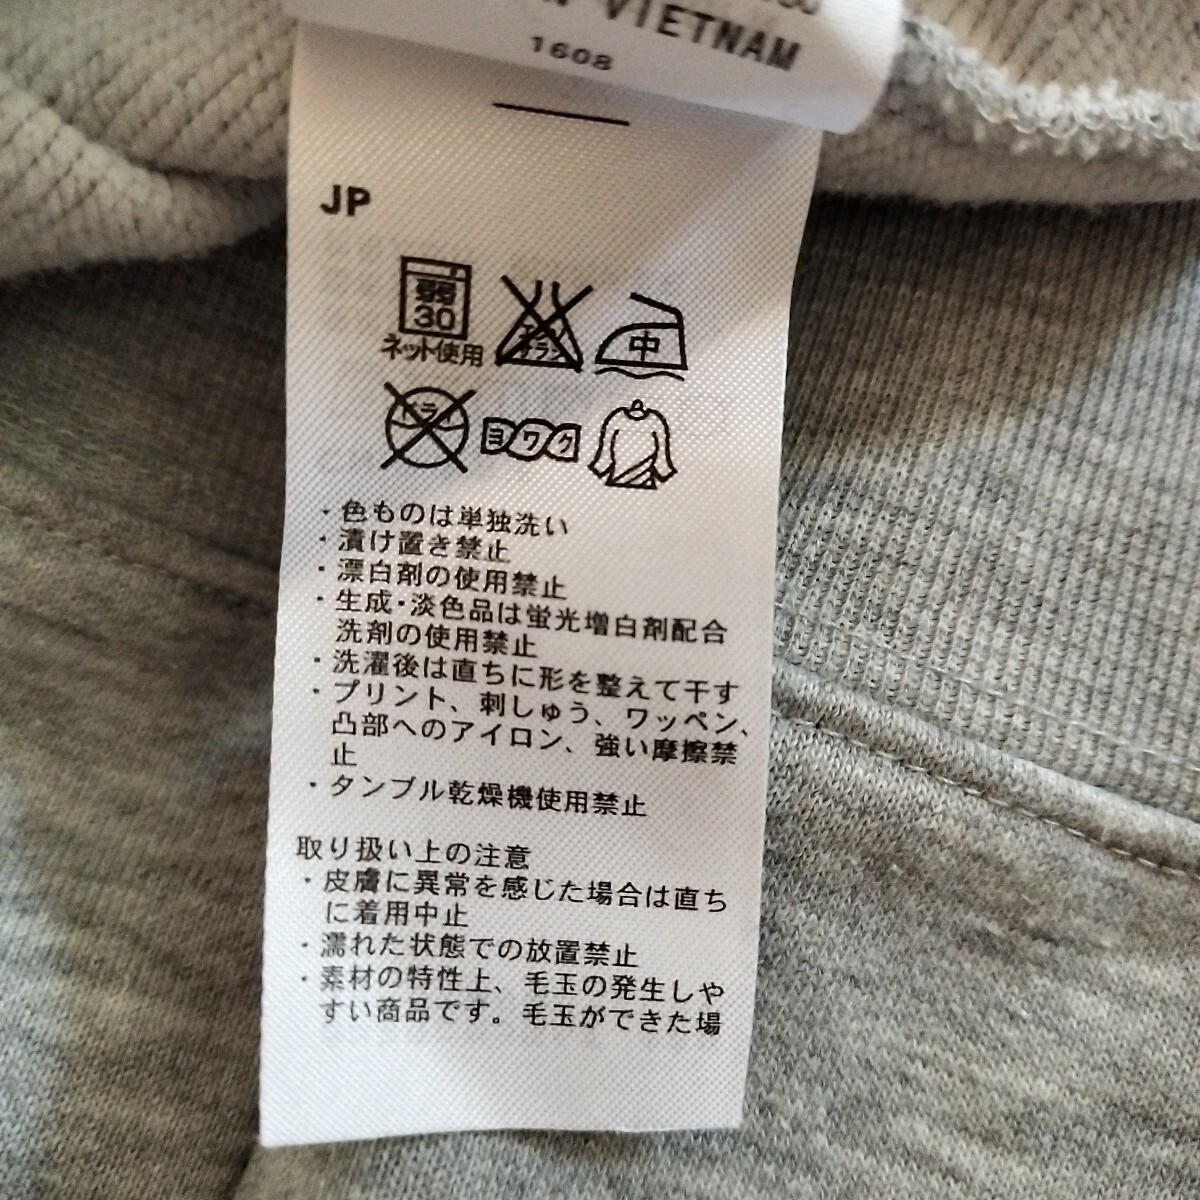 VIETNAM
1608
JP
弱
30
ネット使用
中
ドライ
ヨワク
・色ものは単独洗い
・漬け置き禁止
・漂白剤の使用禁止
・生成・淡色品は蛍光増白剤配合
洗剤の使用禁止
・洗濯後は直ちに形を整えて干す
・プリント、刺しゅう、ワッペン、
凸部へのアイロン、強い摩擦禁
止
・タンブル乾燥機使用禁止
取り扱い上の注意
・皮膚に異常を感じた場合は直ち
に着用中止
・濡れた状態での放置禁止
・素材の特性上、毛玉の発生しや
すい商品です。毛玉ができた場